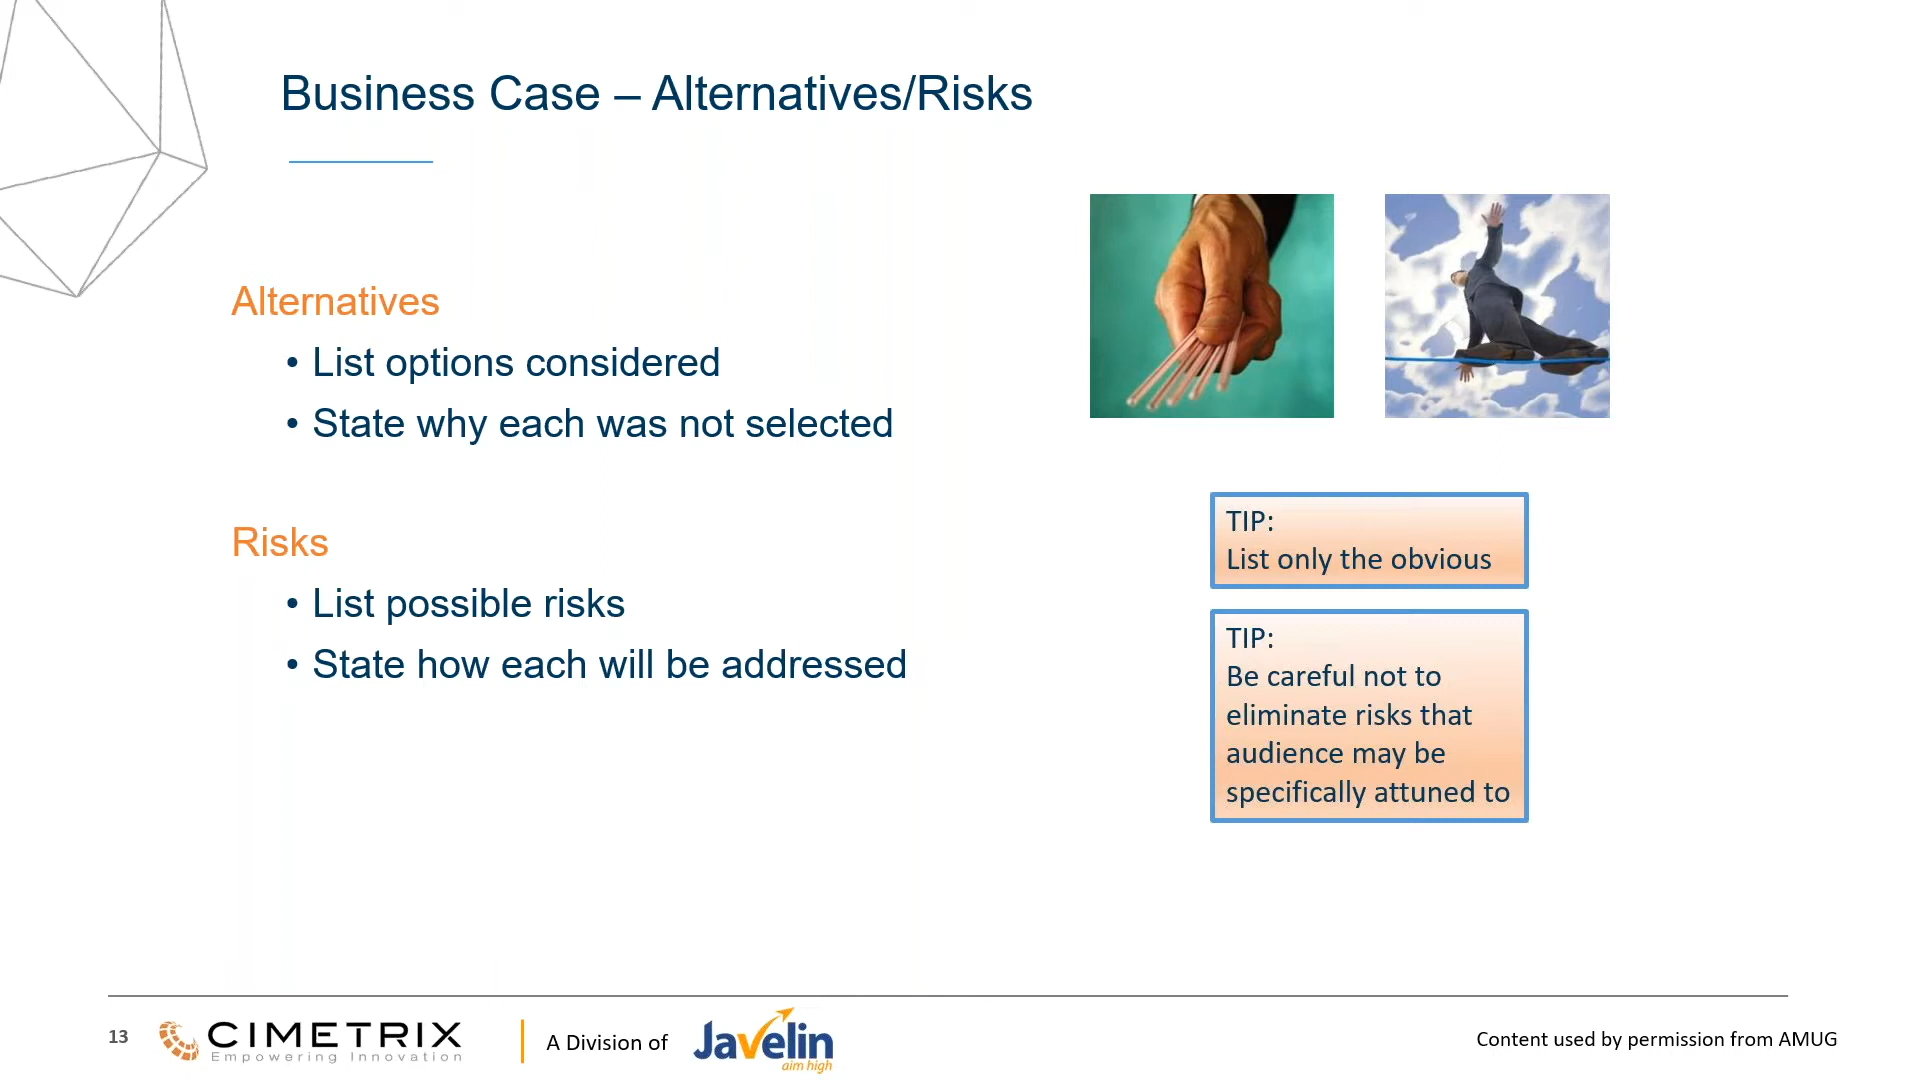 Business Case – Alternatives/Risks
Alternatives
• List options considered
• State why each was not selected
Risks
• List possible risks
• State how each will be addressed
TIP:
List only the obvious
TIP:
Be careful not to
eliminate risks that
audience may be
specifically attuned to
13
CIMETRIX
Empowering Innovation
A Division of
Javelin
aim high
Content used by permission from AMUG